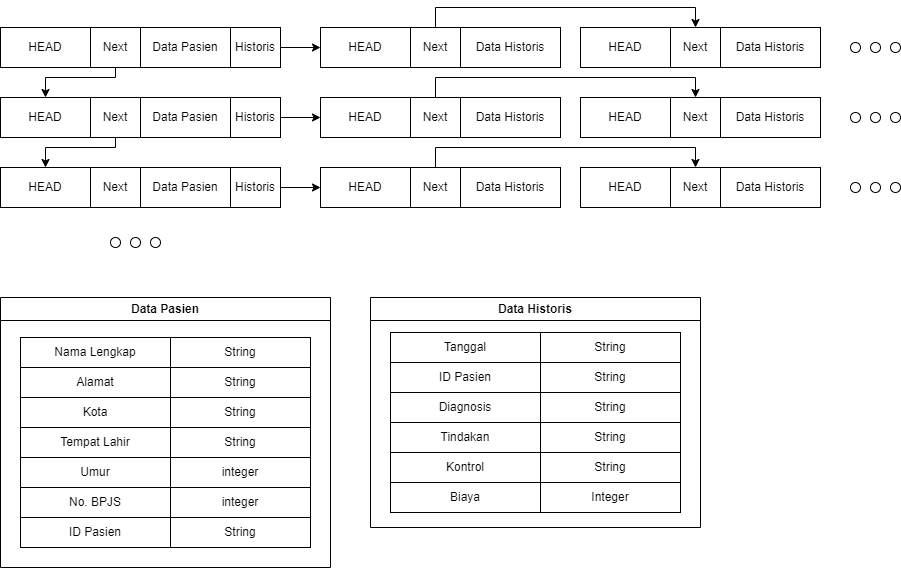 HEAD Next Data Pasien Historis HEAD Next Data Historis HEAD Next Data Historis
HEAD Next Data Pasien Historis HEAD Next Data Historis HEAD Next Data Historis
HEAD Next Data Pasien Historis HEAD Next Data Historis HEAD Next Data Historis
Data Pasien
Nama Lengkap String
Alamat String
Kota String
Tempat Lahir String
Umur integer
No. BPJS integer
ID Pasien String
Data Historis
Tanggal String
ID Pasien String
Diagnosis String
Tindakan String
Kontrol String
Biaya Integer